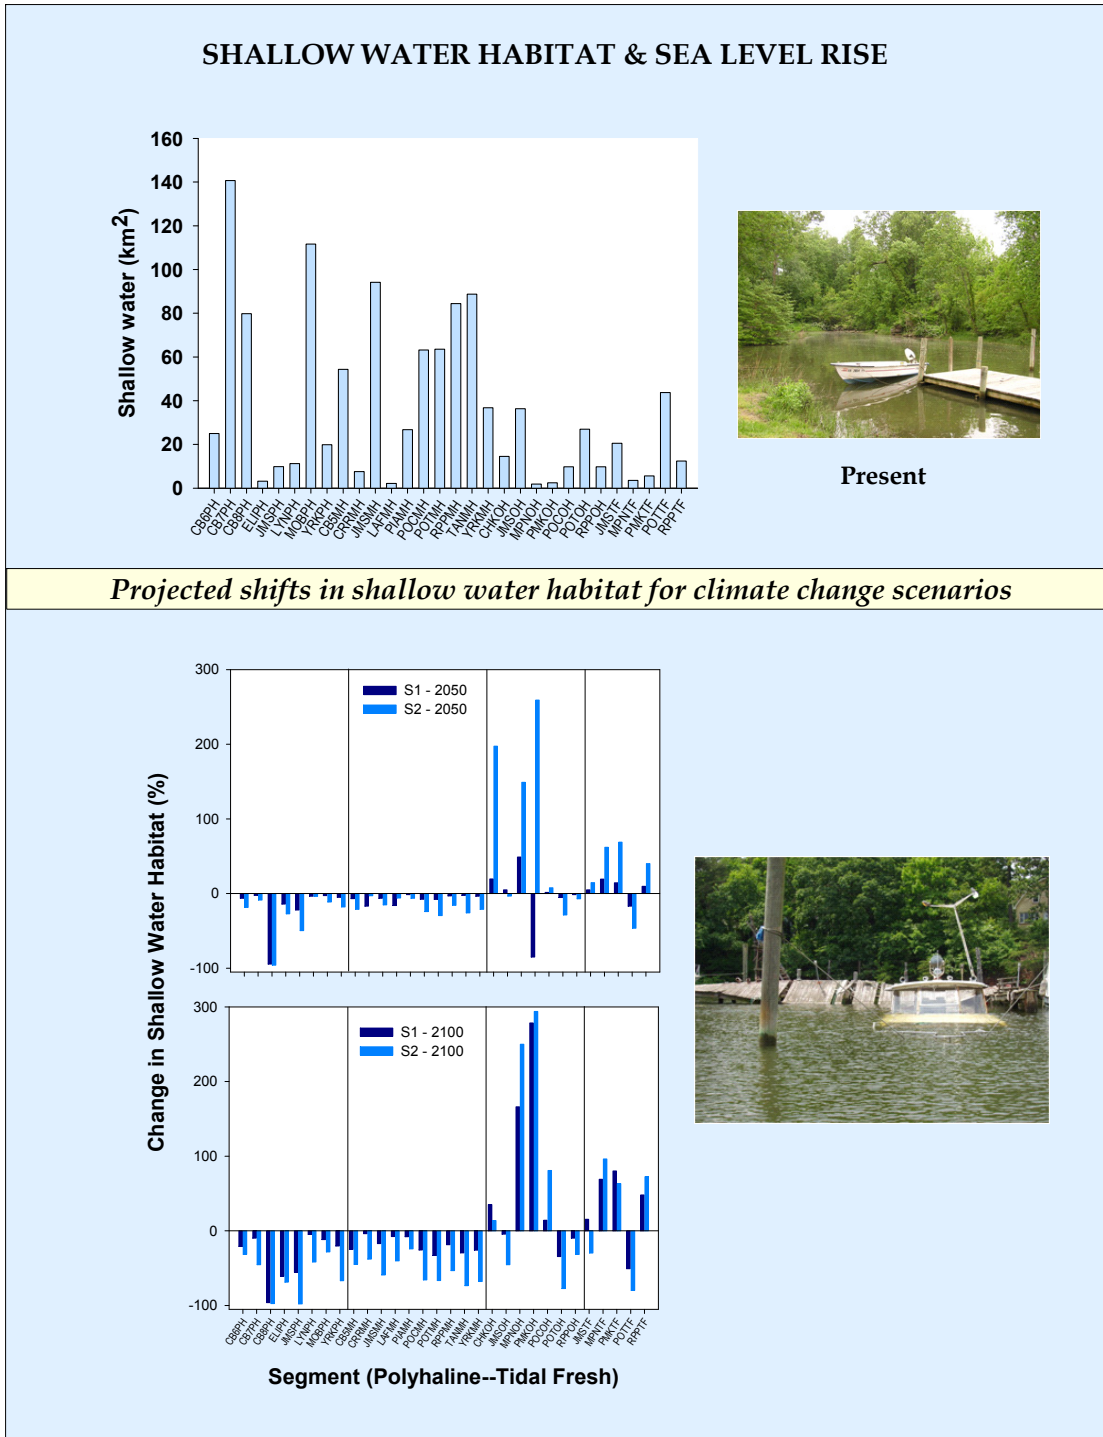 SHALLOW WATER HABITAT & SEA LEVEL RISE
Shallow water (km2)
160
140
120
100
80
60
40
20
0
CB6PH
CB7PH
CB8PH
ELIPH
JMSPH
LYNPH
MOBPH
YRKPH
CB5MH
CRRMH
JMSMH
LAFMH
PIAMH
POCMH
POTMH
RPPMH
TANMH
YRKMH
CHKOH
JMSOH
MPNOH
PMKOH
POCOH
POTOH
RPPOH
JMSTF
MPNTF
PMKTF
POTTF
RPPTF
Present
Projected shifts in shallow water habitat for climate change scenarios
Change in Shallow Water Habitat (%)
300
200
100
0
-100
S1 - 2050
S2 - 2050
300
200
100
0
-100
S1 - 2100
S2 - 2100
CB6PH
CB7PH
CB8PH
ELIPH
JMSPH
LYNPH
MOBPH
YRKPH
CB5MH
CRRMH
JMSMH
LAFMH
PIAMH
POCMH
POTMH
RPPMH
TANMH
YRKMH
CHKOH
JMSOH
MPNOH
PMKOH
POCOH
POTOH
RPPOH
JMSTF
MPNTF
PMKTF
POTTF
RPPTF
Segment (Polyhaline--Tidal Fresh)